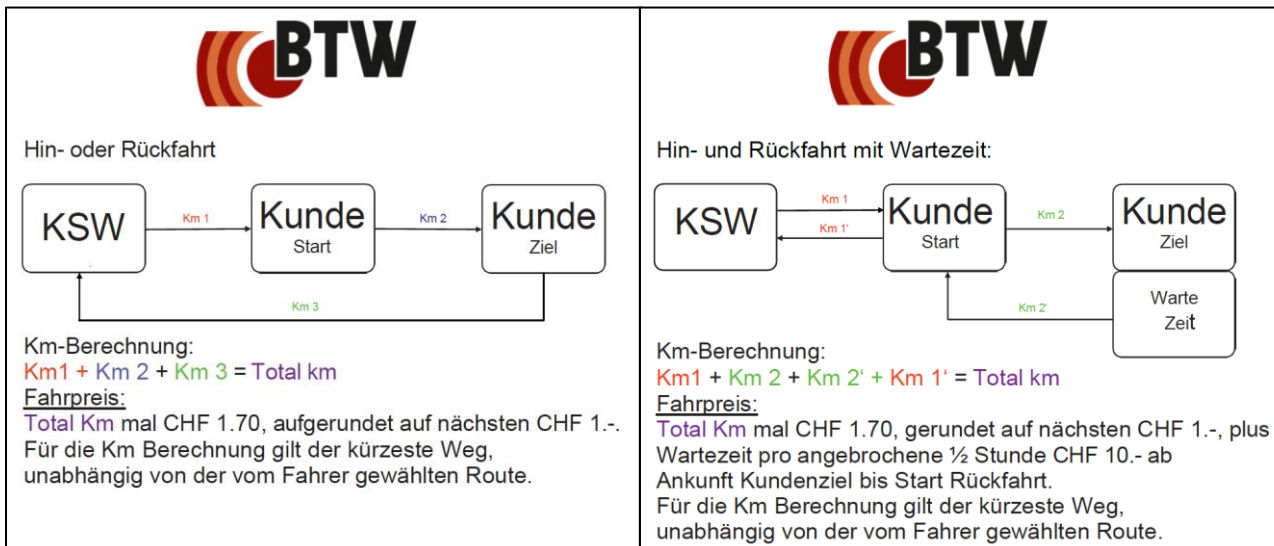 BTW
Hin- oder Rückfahrt
KSW
Km 1
Kunde
Start
Km 2
Kunde
Ziel
Km 3
Km-Berechnung:
Km1 + Km 2 + Km 3 = Total km
Fahrpreis:
Total Km mal CHF 1.70, aufgerundet auf nächsten CHF 1.-.
Für die Km Berechnung gilt der kürzeste Weg,
unabhängig von der vom Fahrer gewählten Route.
BTW
Hin- und Rückfahrt mit Wartezeit:
KSW
Km 1
Km 1'
Kunde
Start
Km 2
Kunde
Ziel
Km 2'
Warte
Zeit
Km-Berechnung:
Km1 + Km 2 + Km 2‘ + Km 1‘ = Total km
Fahrpreis:
Total Km mal CHF 1.70, gerundet auf nächsten CHF 1.-, plus
Wartezeit pro angebrochene ½ Stunde CHF 10.- ab
Ankunft Kundenziel bis Start Rückfahrt.
Für die Km Berechnung gilt der kürzeste Weg,
unabhängig von der vom Fahrer gewählten Route.